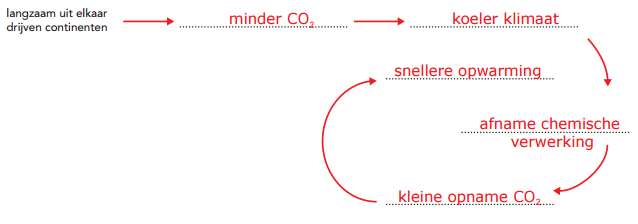 langzaam uit elkaar
drijven continenten
minder CO₂
koeler klimaat
snellere opwarming
afname chemische
verwerking
kleine opname CO₂